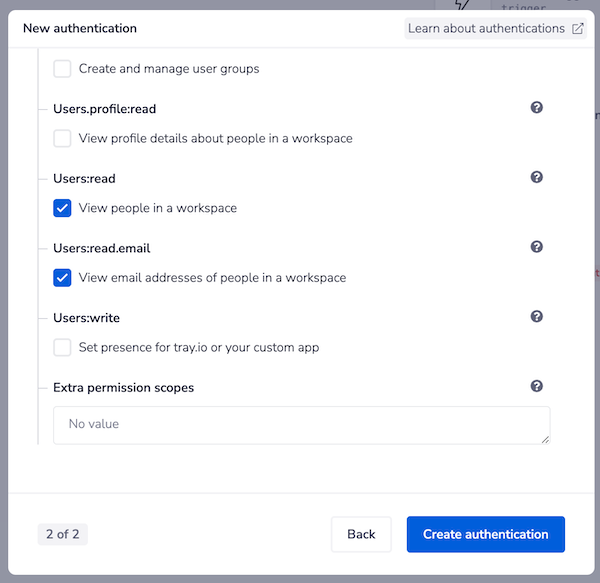 trigger
New authentication
Learn about authentications
Create and manage user groups
Users.profile:read
View profile details about people in a workspace
Users:read
View people in a workspace
Users:read.email
View email addresses of people in a workspace
Users:write
Set presence for tray.io or your custom app
Extra permission scopes
No value
2 of 2
Back
Create authentication